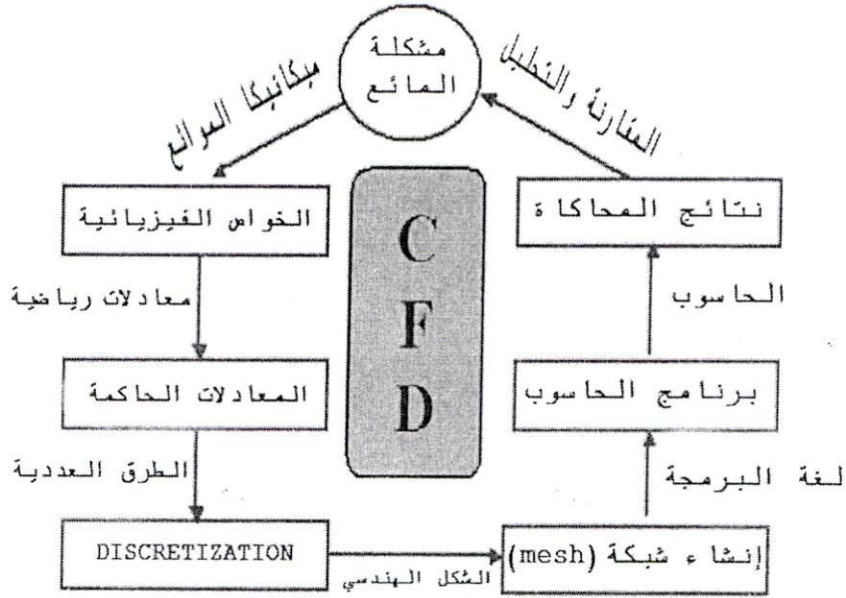 مشكلة
المائع
ميكانيكا الموائع
المقارنة والتحليل
الخواص الفيزيائية
نتائج المحاكاة
معادلات رياضية
الحاسوب
المعادلات الحاكمة
برنامج الحاسوب
الطرق العددية
لغة البرمجة
DISCRETIZATION
الشكل الهندسي
إنشاء شبكة (mesh)
C
F
D